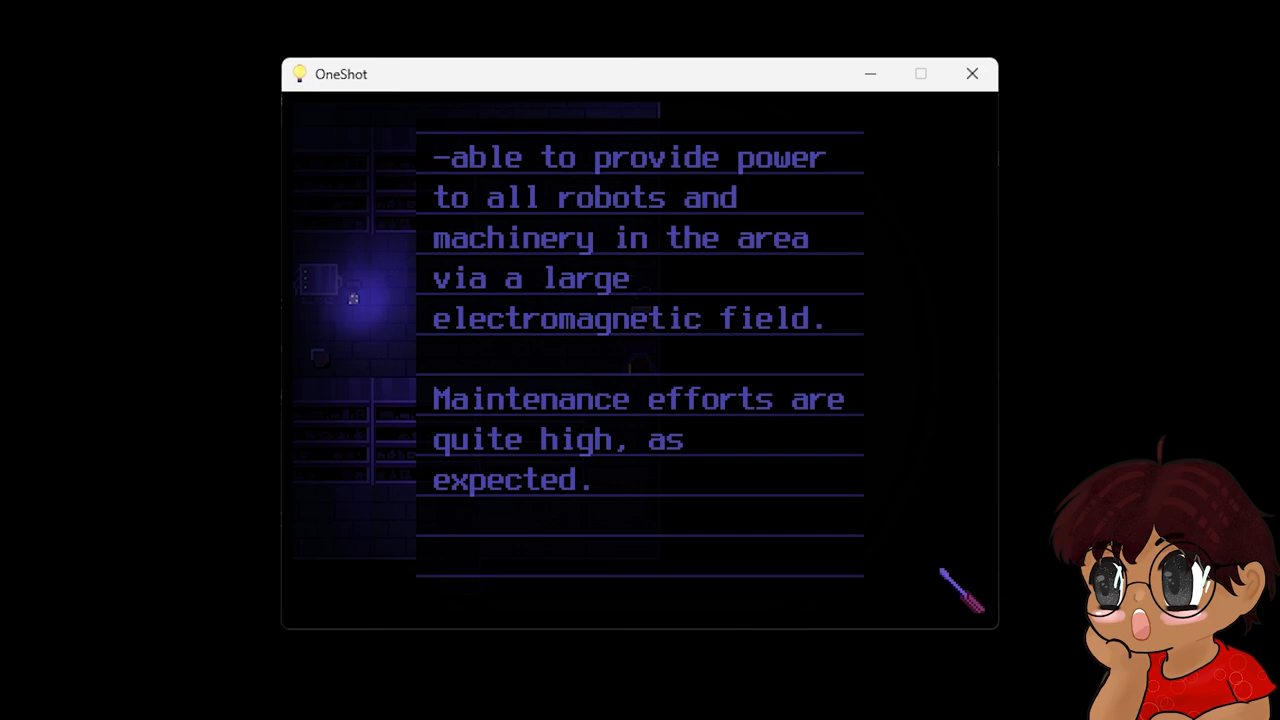 OneShot
-able to provide power
to all robots and
machinery in the area
via a large
electromagnetic field.
Maintenance efforts are
quite high, as
expected.